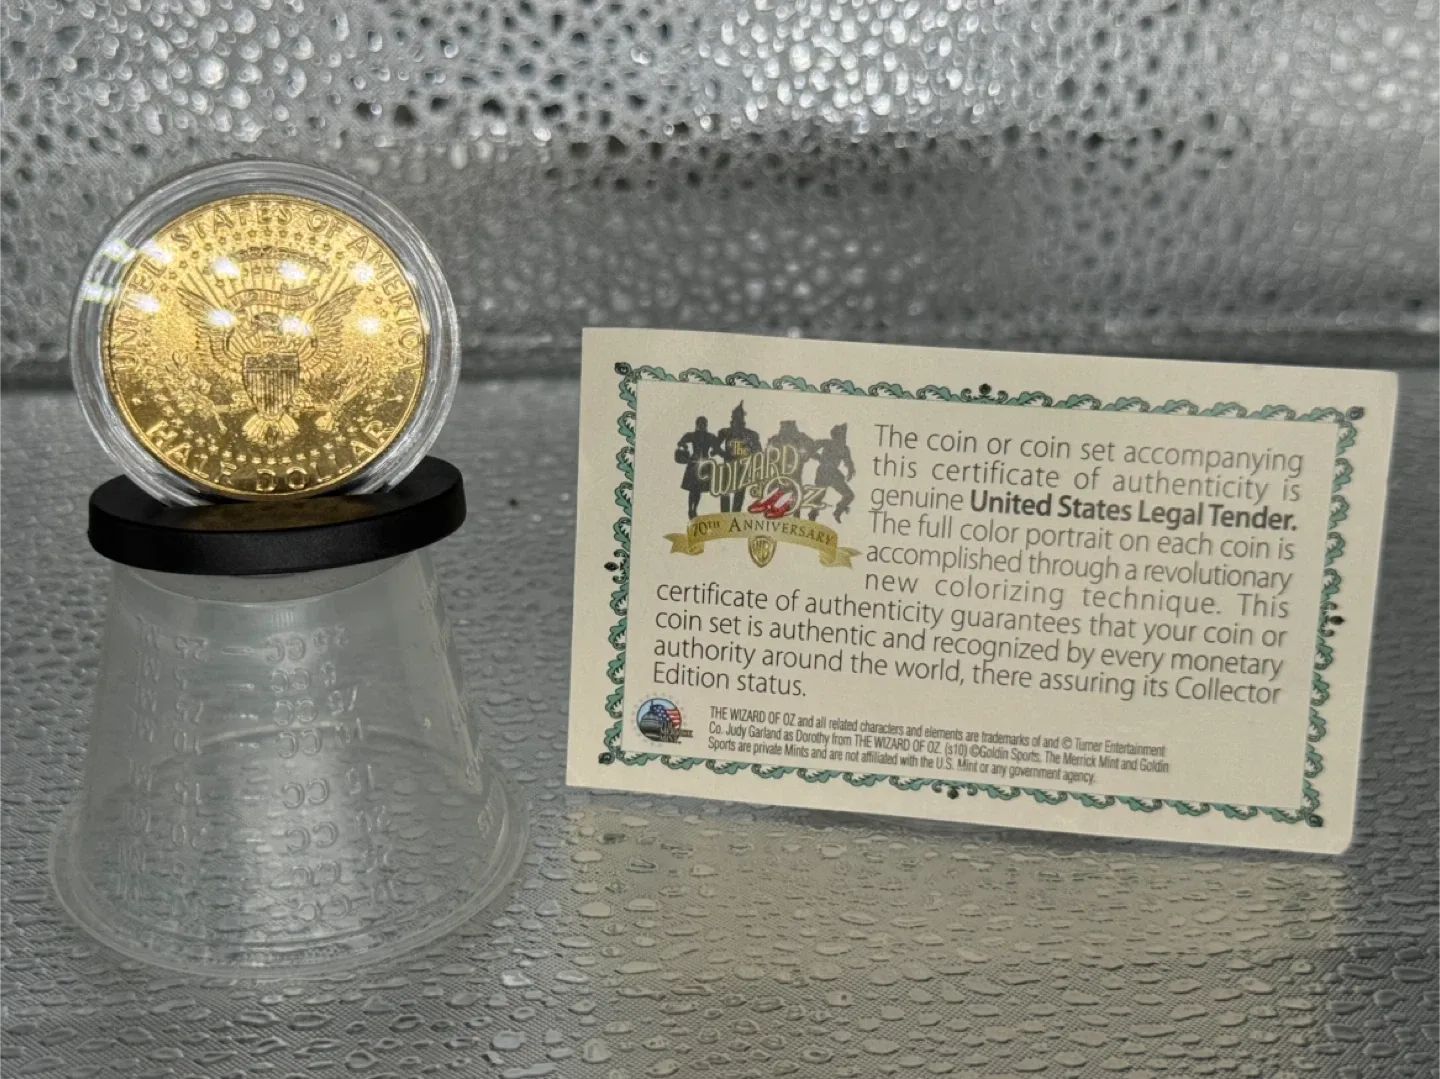 UNITED STATES OF AMERICA
HALF DOLLAR
The
WIZARD
of OZ
70TH ANNIVERSARY
WB
The coin or coin set accompanying
this certificate of authenticity is
genuine United States Legal Tender.
The full color portrait on each coin is
accomplished through a revolutionary
new colorizing technique. This
certificate of authenticity guarantees that your coin or
coin set is authentic and recognized by every monetary
authority around the world, there assuring its Collector
Edition status.
THE WIZARD OF OZ and all related characters and elements are trademarks of and © Turner Entertainment
Co. Judy Garland as Dorothy from THE WIZARD OF OZ. (s10) ©Goldin Sports. The Merrick Mint and Goldin
Sports are private Mints and are not affiliated with the U.S. Mint or any government agency.